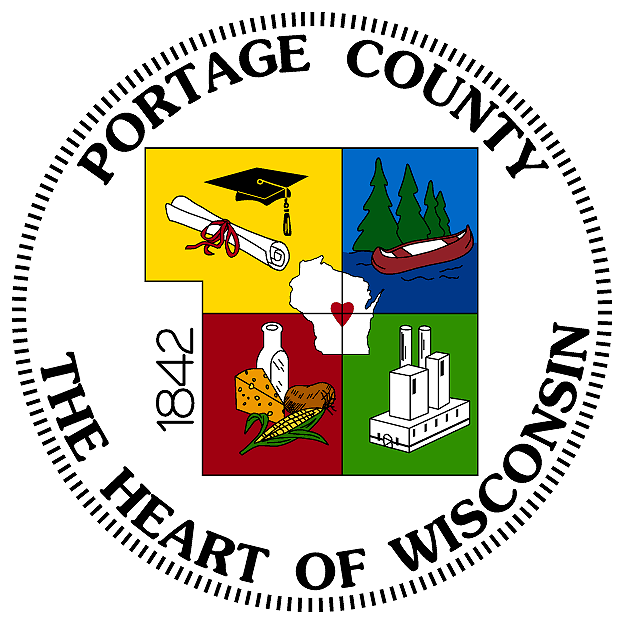 PORTAGE COUNTY
1842
THE HEART OF WISCONSIN